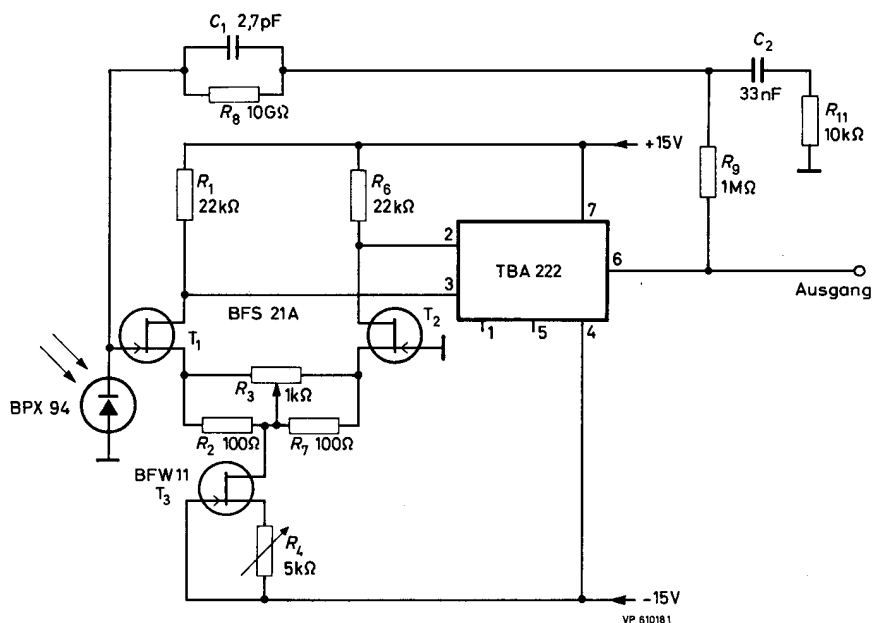 C₁ 2,7pF
R₈ 10GΩ
C₂
33nF
R₁₁
10kΩ
+15V
R₁
22kΩ
R₆
22kΩ
R₉
1MΩ
7
2
TBA 222
6
3
Ausgang
BFS 21A
T₂
1
5
4
T₁
R₃
1kΩ
BPX 94
R₂ 100Ω
R₇ 100Ω
BFW 11
T₃
R₄
5kΩ
-15V
VP 610181